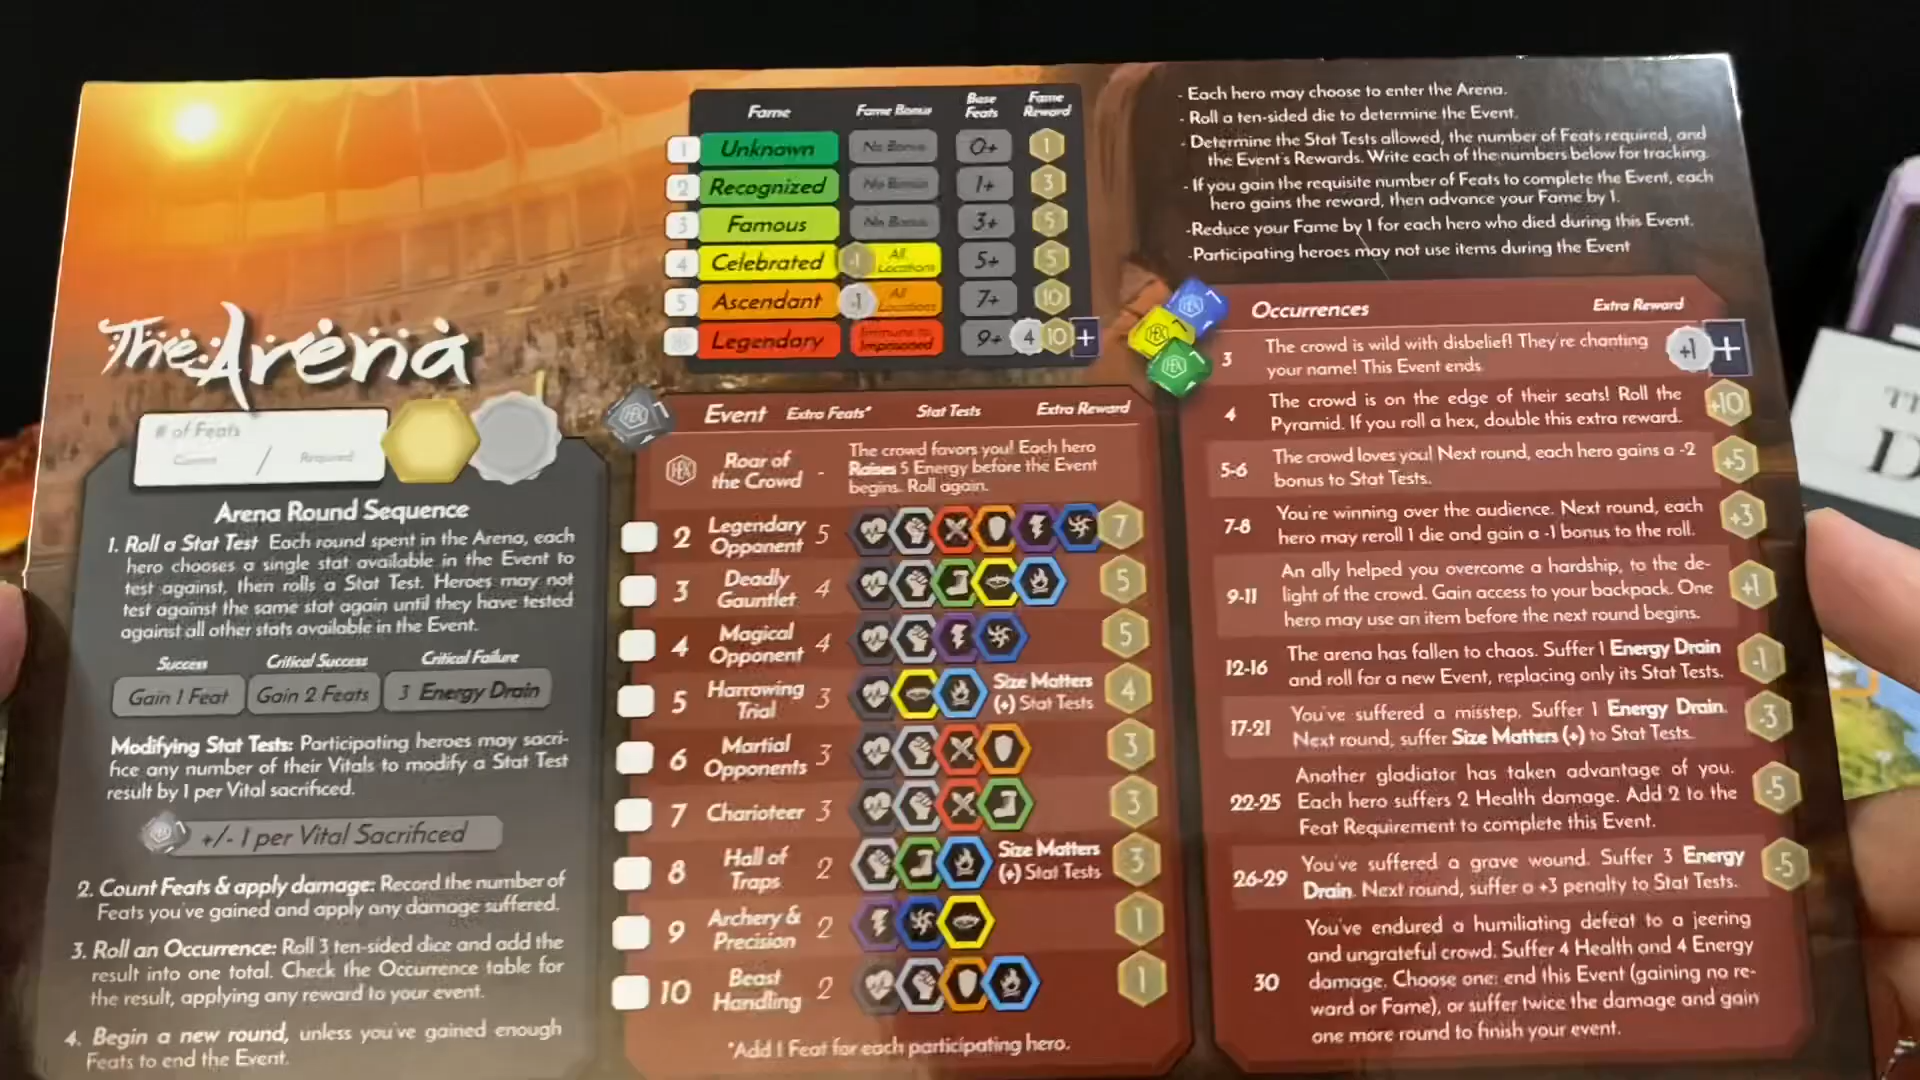 The Arena
# of Feats
Current / Required
Arena Round Sequence
1. Roll a Stat Test Each round spent in the Arena, each
hero chooses a single stat available in the Event to
test against, then rolls a Stat Test. Heroes may not
test against the same stat again until they have tested
against all other stats available in the Event.
Success Critical Success Critical Failure
Gain 1 Feat Gain 2 Feats 3 Energy Drain
Modifying Stat Tests: Participating heroes may sacri-
fice any number of their Vitals to modify a Stat Test
result by 1 per Vital sacrificed.
+/- 1 per Vital Sacrificed
2. Count Feats & apply damage: Record the number of
Feats you've gained and apply any damage suffered.
3. Roll an Occurrence: Roll 3 ten-sided dice and add the
result into one total. Check the Occurrence table for
the result, applying any reward to your event.
4. Begin a new round, unless you've gained enough
Feats to end the Event.
Fame Fame Bonus Base Feats Fame Reward
1 Unknown No Bonus 0+ 1
2 Recognized No Bonus 1+ 3
3 Famous No Bonus 3+ 5
4 Celebrated -1 All Locations 5+ 5
5 Ascendant -1 All Locations 7+ 10
Legendary Immune to Imprisoned 9+ 4 10 +
Event Extra Feats* Stat Tests Extra Reward
HEX Roar of the Crowd - The crowd favors you! Each hero
Raises 5 Energy before the Event
begins. Roll again.
2 Legendary Opponent 5 7
3 Deadly Gauntlet 4 5
4 Magical Opponent 4 5
5 Harrowing Trial 3 Size Matters (+) Stat Tests 4
6 Martial Opponents 3 3
7 Charioteer 3 3
8 Hall of Traps 2 Size Matters (+) Stat Tests 3
9 Archery & Precision 2 1
10 Beast Handling 2 1
*Add 1 Feat for each participating hero.
- Each hero may choose to enter the Arena.
- Roll a ten-sided die to determine the Event.
- Determine the Stat Tests allowed, the number of Feats required, and
the Event's Rewards. Write each of the numbers below for tracking.
- If you gain the requisite number of Feats to complete the Event, each
hero gains the reward, then advance your Fame by 1.
-Reduce your Fame by 1 for each hero who died during this Event.
-Participating heroes may not use items during the Event
Occurrences Extra Reward
3 The crowd is wild with disbelief! They're chanting
your name! This Event ends. +1 +
4 The crowd is on the edge of their seats! Roll the
Pyramid. If you roll a hex, double this extra reward. +10
5-6 The crowd loves you! Next round, each hero gains a -2
bonus to Stat Tests. +5
7-8 You're winning over the audience. Next round, each
hero may reroll 1 die and gain a -1 bonus to the roll. +3
9-11 An ally helped you overcome a hardship, to the de-
light of the crowd. Gain access to your backpack. One
hero may use an item before the next round begins. +1
12-16 The arena has fallen to chaos. Suffer 1 Energy Drain
and roll for a new Event, replacing only its Stat Tests. -1
17-21 You've suffered a misstep. Suffer 1 Energy Drain.
Next round, suffer Size Matters (+) to Stat Tests. -3
22-25 Another gladiator has taken advantage of you.
Each hero suffers 2 Health damage. Add 2 to the
Feat Requirement to complete this Event. -5
26-29 You've suffered a grave wound. Suffer 3 Energy
Drain. Next round, suffer a +3 penalty to Stat Tests. -5
30 You've endured a humiliating defeat to a jeering
and ungrateful crowd. Suffer 4 Health and 4 Energy
damage. Choose one: end this Event (gaining no re-
ward or Fame), or suffer twice the damage and gain
one more round to finish your event.